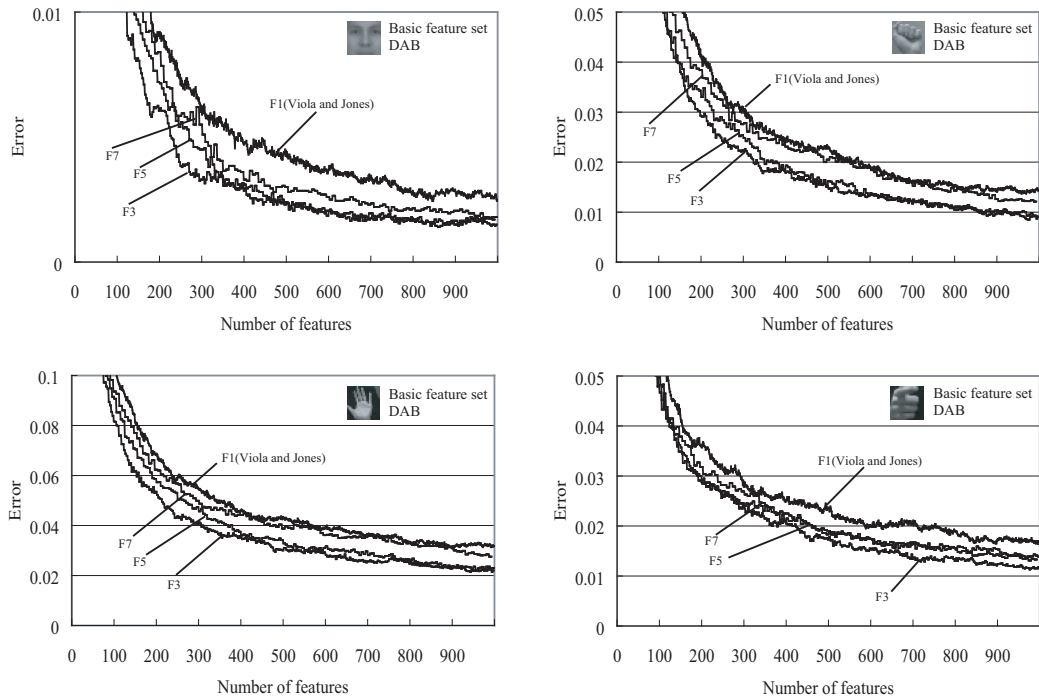 0.01
Basic feature set
DAB
F1(Viola and Jones)
F7
F5
F3
Error
0
0 100 200 300 400 500 600 700 800 900
Number of features
0.05
Basic feature set
DAB
0.04
F1(Viola and Jones)
0.03
F7
0.02
F5
F3
0.01
Error
0
0 100 200 300 400 500 600 700 800 900
Number of features
0.1
Basic feature set
DAB
0.08
F1(Viola and Jones)
0.06
0.04
F7
F5
F3
0.02
Error
0
0 100 200 300 400 500 600 700 800 900
Number of features
0.05
Basic feature set
DAB
0.04
F1(Viola and Jones)
0.03
0.02
F7
F5
0.01
F3
Error
0
0 100 200 300 400 500 600 700 800 900
Number of features